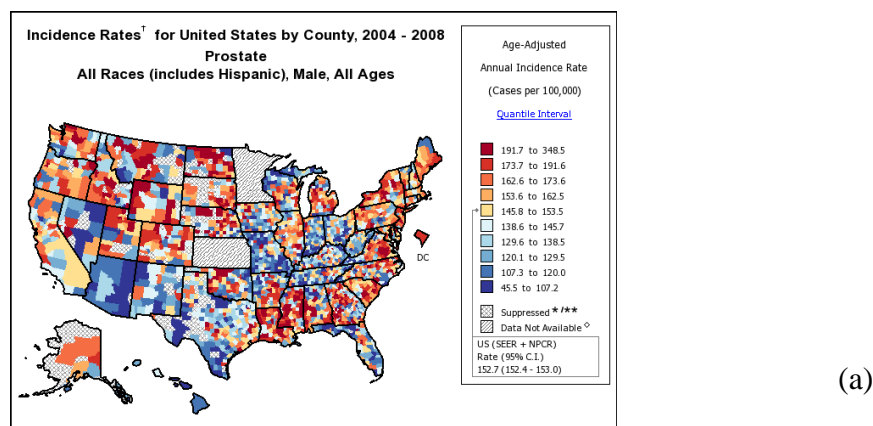 Incidence Rates† for United States by County, 2004 - 2008
Prostate
All Races (includes Hispanic), Male, All Ages
Age-Adjusted
Annual Incidence Rate
(Cases per 100,000)
Quantile Interval
191.7 to 348.5
173.7 to 191.6
162.6 to 173.6
153.6 to 162.5
145.8 to 153.5
138.6 to 145.7
129.6 to 138.5
120.1 to 129.5
107.3 to 120.0
45.5 to 107.2
Suppressed */**
Data Not Available ◇
US (SEER + NPCR)
Rate (95% C.I.)
152.7 (152.4 - 153.0)
DC
(a)